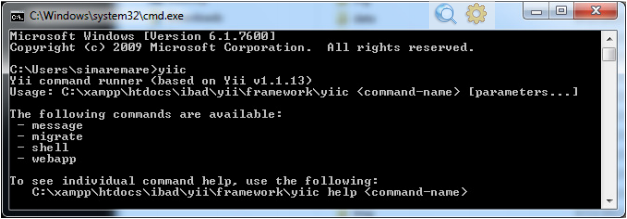 C:\Windows\system32\cmd.exe
Microsoft Windows [Version 6.1.7600]
Copyright (c) 2009 Microsoft Corporation.  All rights reserved.
C:\Users\simaremare>yiic
Yii command runner (based on Yii v1.1.13)
Usage: C:\xampp\htdocs\ibad\yii\framework\yiic <command-name> [parameters...]
The following commands are available:
 - message
 - migrate
 - shell
 - webapp
To see individual command help, use the following:
   C:\xampp\htdocs\ibad\yii\framework\yiic help <command-name>